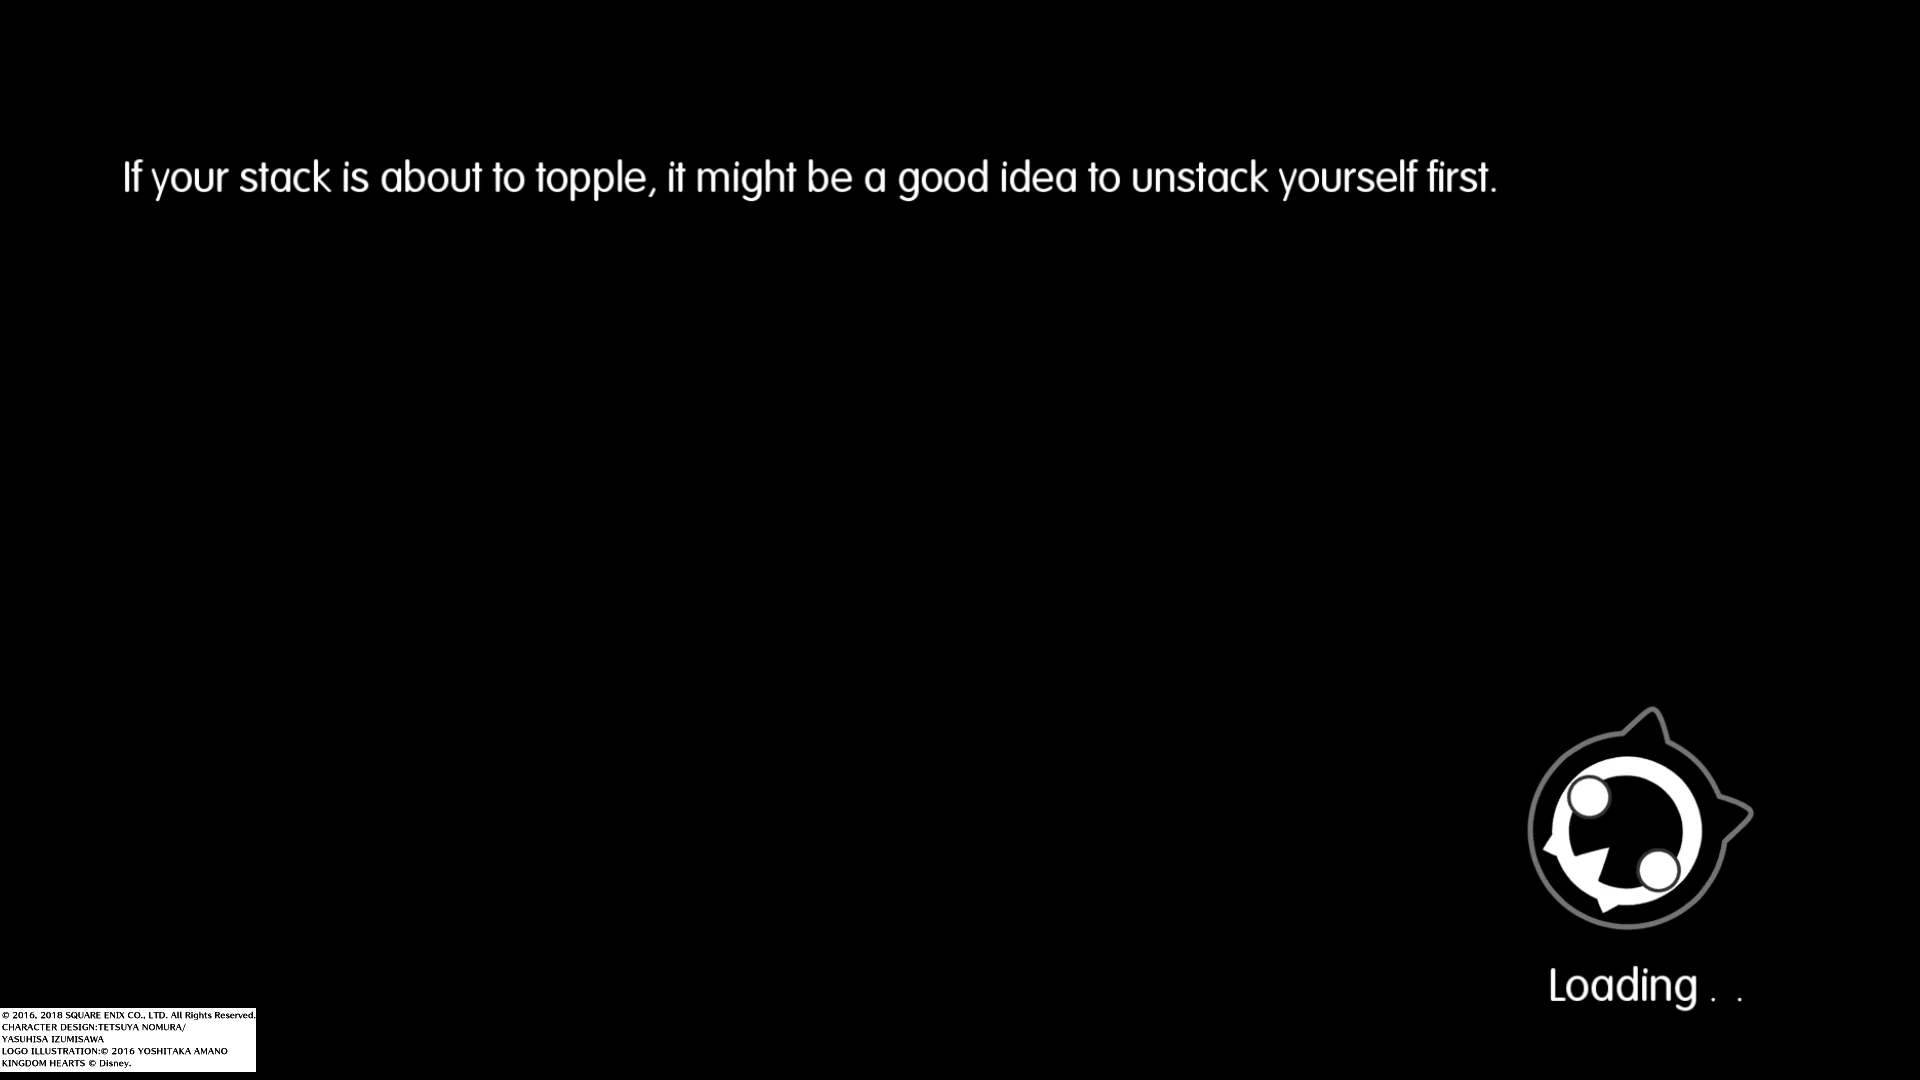 If your stack is about to topple, it might be a good idea to unstack yourself first.
Loading . .
© 2016, 2018 SQUARE ENIX CO., LTD. All Rights Reserved.
CHARACTER DESIGN:TETSUYA NOMURA/
YASUHISA IZUMISAWA
LOGO ILLUSTRATION:© 2016 YOSHITAKA AMANO
KINGDOM HEARTS © Disney.